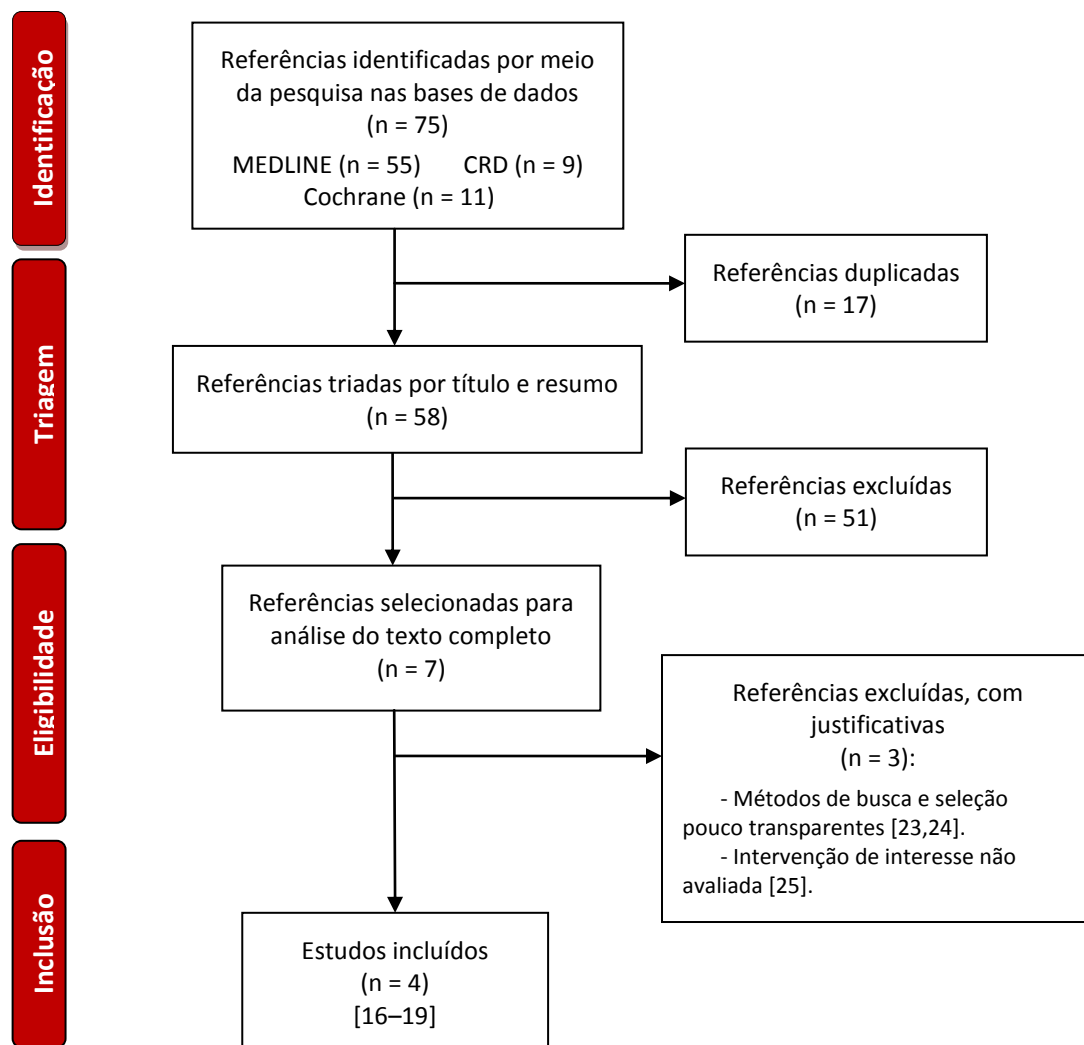 Identificação
Referências identificadas por meio
da pesquisa nas bases de dados
(n = 75)
MEDLINE (n = 55) CRD (n = 9)
Cochrane (n = 11)
Referências duplicadas
(n = 17)
Triagem
Referências triadas por título e resumo
(n = 58)
Referências excluídas
(n = 51)
Eligibilidade
Referências selecionadas para
análise do texto completo
(n = 7)
Referências excluídas, com
justificativas
(n = 3):
- Métodos de busca e seleção
pouco transparentes [23,24].
- Intervenção de interesse não
avaliada [25].
Inclusão
Estudos incluídos
(n = 4)
[16–19]